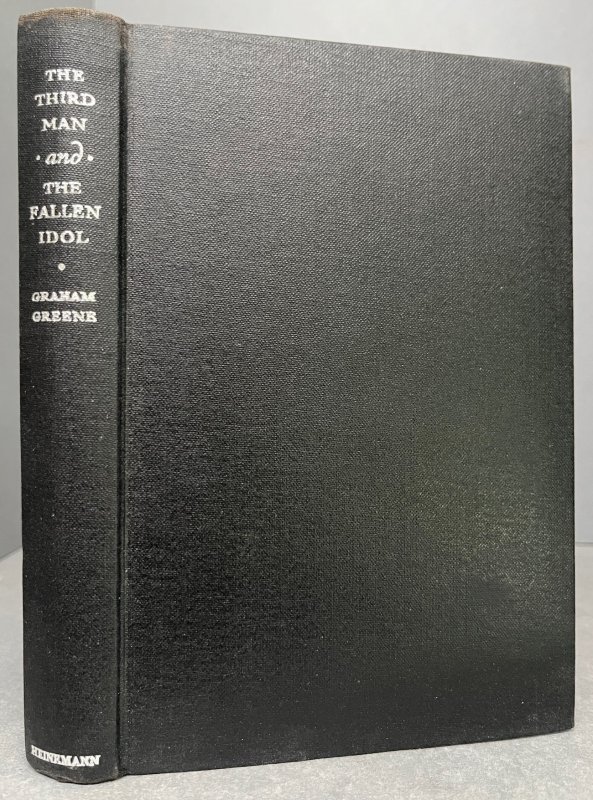 THE
THIRD
MAN
• and •
THE
FALLEN
IDOL
•
GRAHAM
GREENE
HEINEMANN